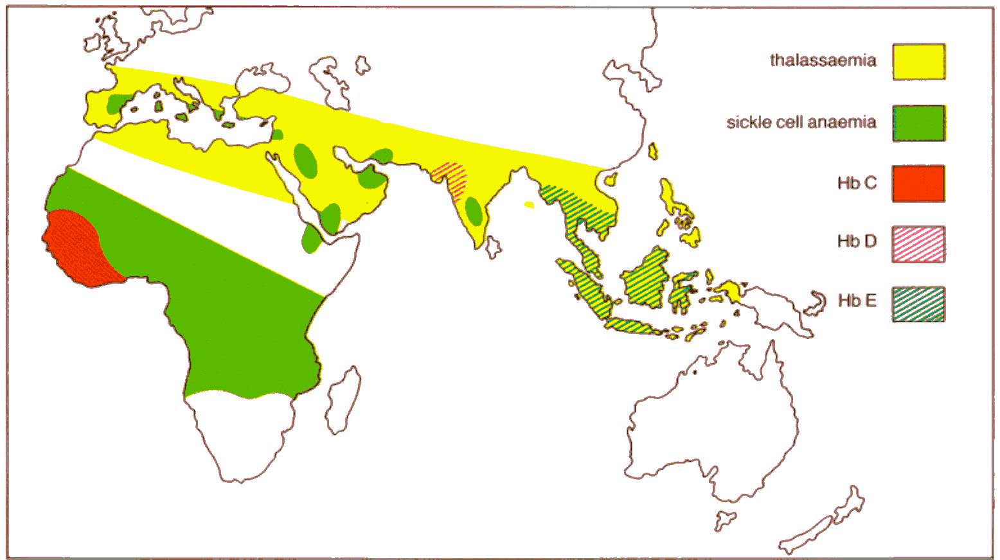 thalassaemia
sickle cell anaemia
Hb C
Hb D
Hb E